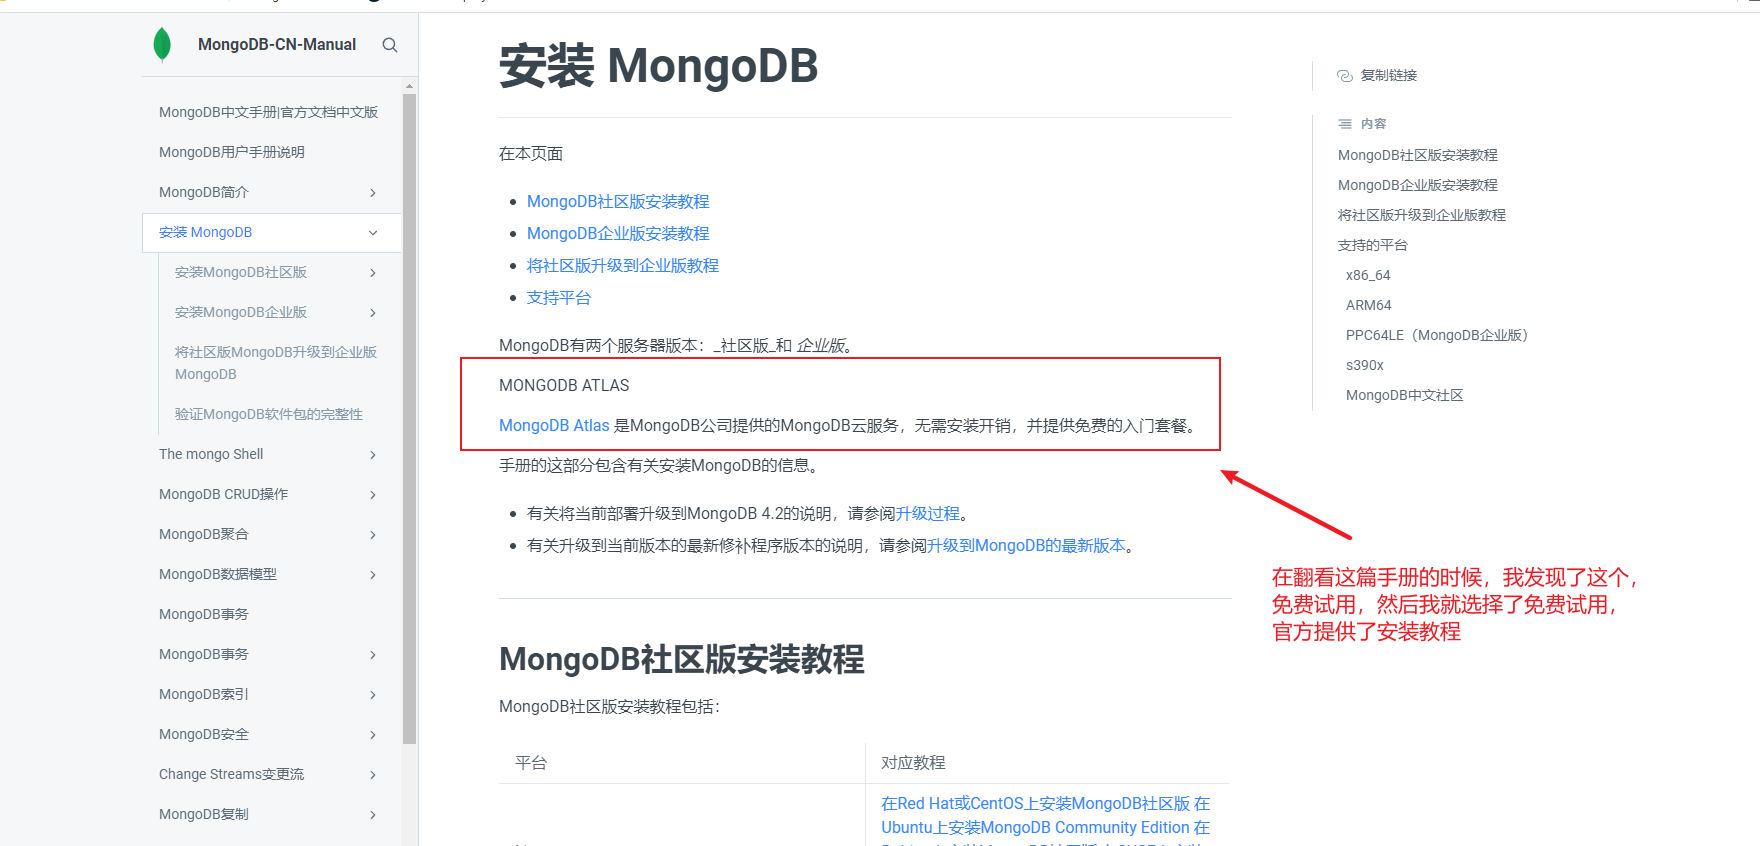 MongoDB-CN-Manual
MongoDB中文手册|官方文档中文版
MongoDB用户手册说明
MongoDB简介
安装 MongoDB
安装MongoDB社区版
安装MongoDB企业版
将社区版MongoDB升级到企业版
MongoDB
验证MongoDB软件包的完整性
The mongo Shell
MongoDB CRUD操作
MongoDB聚合
MongoDB数据模型
MongoDB事务
MongoDB事务
MongoDB索引
MongoDB安全
Change Streams变更流
MongoDB复制
安装 MongoDB
在本页面
MongoDB社区版安装教程
MongoDB企业版安装教程
将社区版升级到企业版教程
支持平台
MongoDB有两个服务器版本：_社区版_和 企业版。
MONGODB ATLAS
MongoDB Atlas 是MongoDB公司提供的MongoDB云服务，无需安装开销，并提供免费的入门套餐。
手册的这部分包含有关安装MongoDB的信息。
有关将当前部署升级到MongoDB 4.2的说明，请参阅升级过程。
有关升级到当前版本的最新修补程序版本的说明，请参阅升级到MongoDB的最新版本。
MongoDB社区版安装教程
MongoDB社区版安装教程包括：
平台 对应教程
在Red Hat或CentOS上安装MongoDB社区版 在
Ubuntu上安装MongoDB Community Edition 在
复制链接
内容
MongoDB社区版安装教程
MongoDB企业版安装教程
将社区版升级到企业版教程
支持的平台
x86_64
ARM64
PPC64LE（MongoDB企业版）
s390x
MongoDB中文社区
在翻看这篇手册的时候，我发现了这个，
免费试用，然后我就选择了免费试用，
官方提供了安装教程